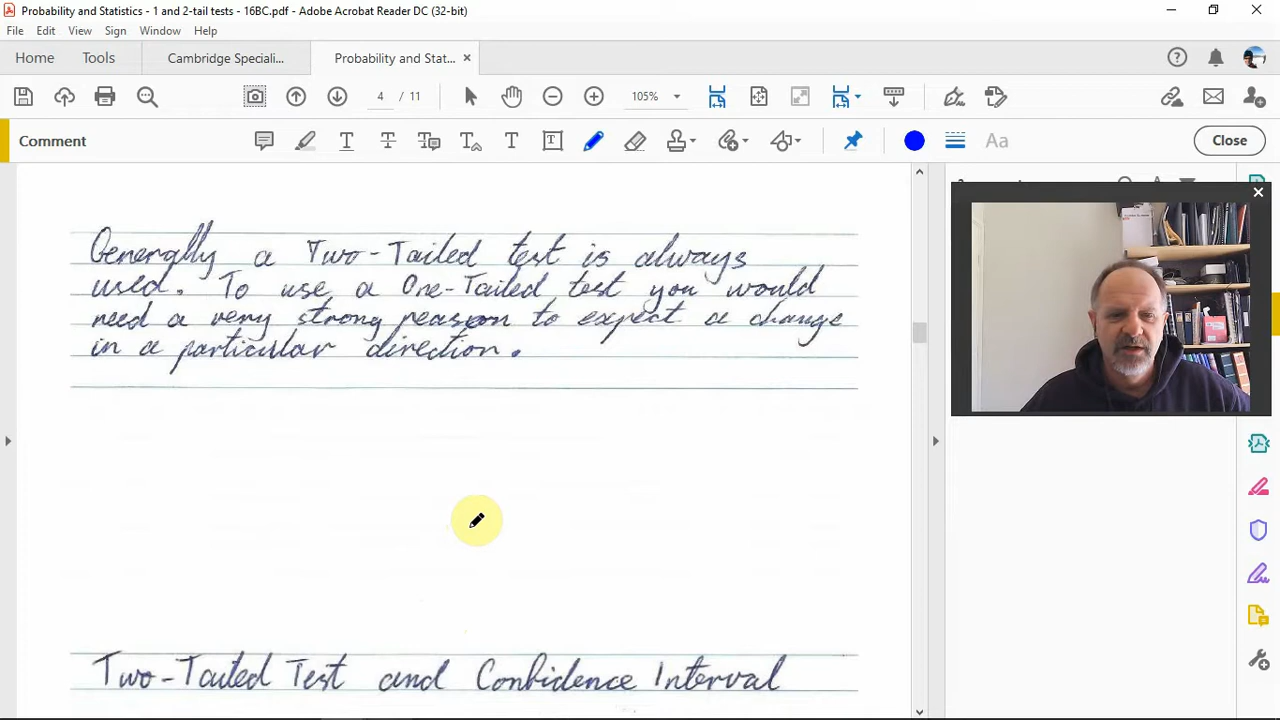 Probability and Statistics - 1 and 2-tail tests - 16BC.pdf - Adobe Acrobat Reader DC (32-bit)
File Edit View Sign Window Help
Home Tools Cambridge Speciali... Probability and Stat... ×
4 / 11 105%
Comment Aa Close
Generally a Two-Tailed test is always
used. To use a One-Tailed test you would
need a very strong reason to expect a change
in a particular direction.
Two-Tailed Test and Confidence Interval